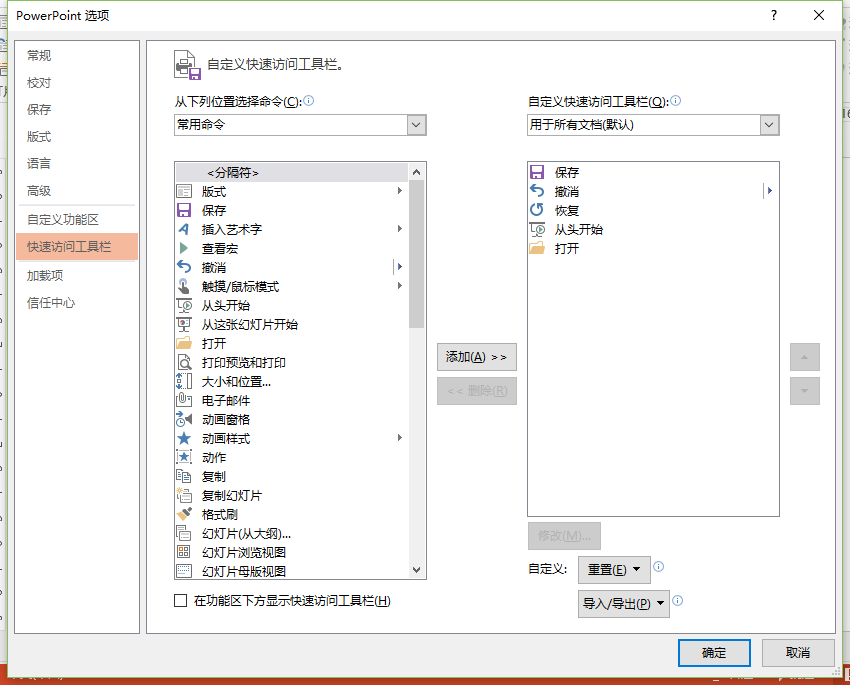 PowerPoint 选项
?
常规
校对
保存
版式
语言
高级
自定义功能区
快速访问工具栏
加载项
信任中心
自定义快速访问工具栏。
从下列位置选择命令(C):
常用命令
<分隔符>
版式
保存
插入艺术字
查看宏
撤消
触摸/鼠标模式
从头开始
从这张幻灯片开始
打开
打印预览和打印
大小和位置...
电子邮件
动画窗格
动画样式
动作
复制
复制幻灯片
格式刷
幻灯片(从大纲)...
幻灯片浏览视图
幻灯片母版视图
在功能区下方显示快速访问工具栏(H)
添加(A) >>
<< 删除(R)
自定义快速访问工具栏(Q):
用于所有文档(默认)
保存
撤消
恢复
从头开始
打开
修改(M)...
自定义:
重置(E)
导入/导出(P)
确定
取消